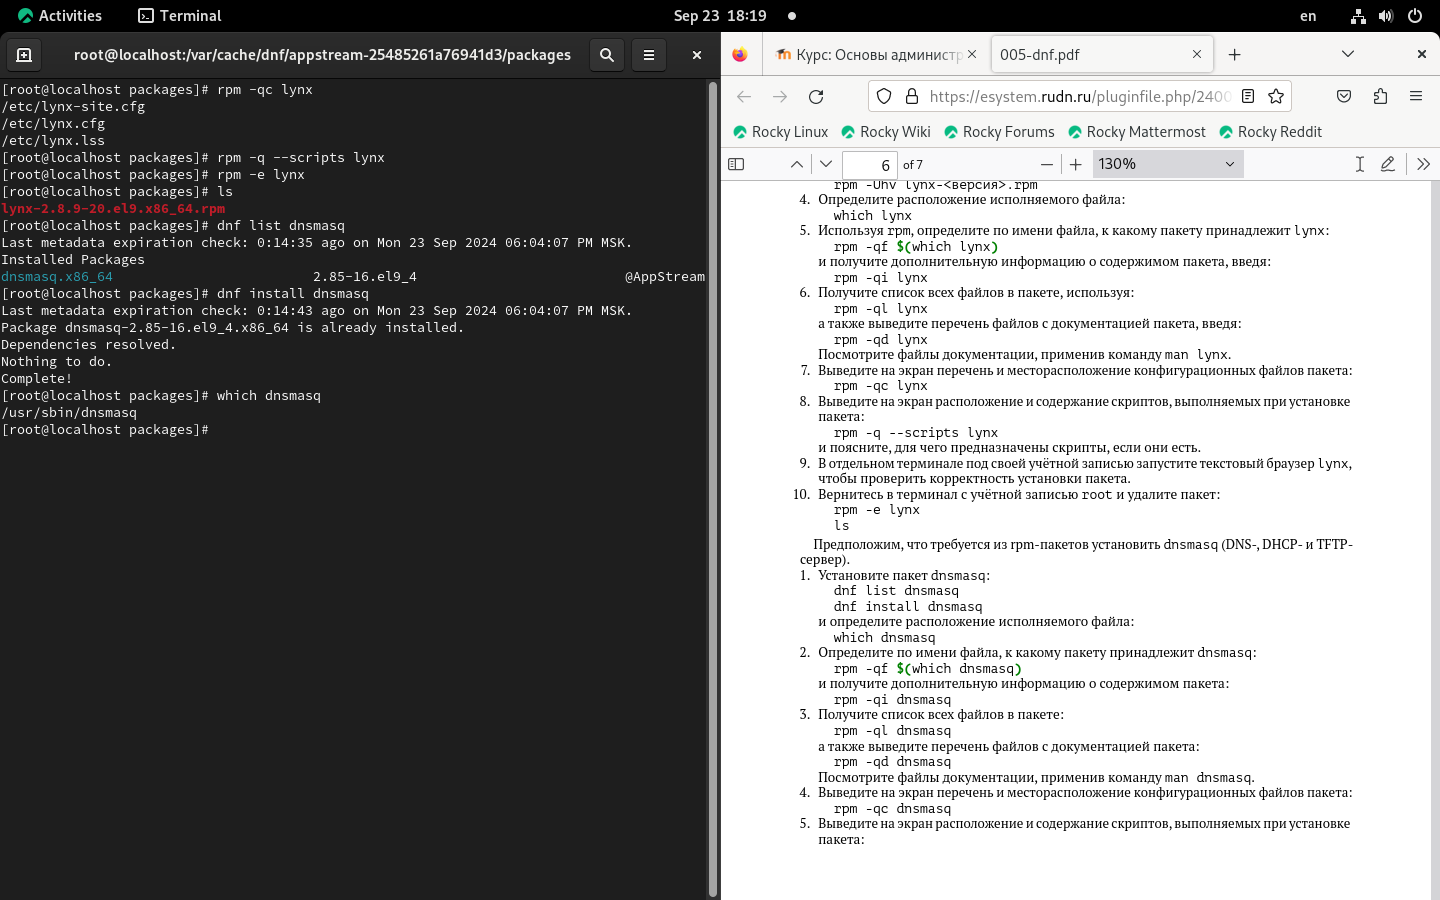 Activities
Terminal
Sep 23 18:19
en
root@localhost:/var/cache/dnf/appstream-25485261a76941d3/packages
[root@localhost packages]# rpm -qc lynx
/etc/lynx-site.cfg
/etc/lynx.cfg
/etc/lynx.lss
[root@localhost packages]# rpm -q --scripts lynx
[root@localhost packages]# rpm -e lynx
[root@localhost packages]# ls
lynx-2.8.9-20.el9.x86_64.rpm
[root@localhost packages]# dnf list dnsmasq
Last metadata expiration check: 0:14:35 ago on Mon 23 Sep 2024 06:04:07 PM MSK.
Installed Packages
dnsmasq.x86_64 2.85-16.el9_4 @AppStream
[root@localhost packages]# dnf install dnsmasq
Last metadata expiration check: 0:14:43 ago on Mon 23 Sep 2024 06:04:07 PM MSK.
Package dnsmasq-2.85-16.el9_4.x86_64 is already installed.
Dependencies resolved.
Nothing to do.
Complete!
[root@localhost packages]# which dnsmasq
/usr/sbin/dnsmasq
[root@localhost packages]#
Курс: Основы администр
005-dnf.pdf
https://esystem.rudn.ru/pluginfile.php/2400
Rocky Linux
Rocky Wiki
Rocky Forums
Rocky Mattermost
Rocky Reddit
6 of 7
130%
rpm -Uhv lynx-<версия>.rpm
4. Определите расположение исполняемого файла:
which lynx
5. Используя rpm, определите по имени файла, к какому пакету принадлежит lynx:
rpm -qf $(which lynx)
и получите дополнительную информацию о содержимом пакета, введя:
rpm -qi lynx
6. Получите список всех файлов в пакете, используя:
rpm -ql lynx
а также выведите перечень файлов с документацией пакета, введя:
rpm -qd lynx
Посмотрите файлы документации, применив команду man lynx.
7. Выведите на экран перечень и месторасположение конфигурационных файлов пакета:
rpm -qc lynx
8. Выведите на экран расположение и содержание скриптов, выполняемых при установке
пакета:
rpm -q --scripts lynx
и поясните, для чего предназначены скрипты, если они есть.
9. В отдельном терминале под своей учётной записью запустите текстовый браузер lynx,
чтобы проверить корректность установки пакета.
10. Вернитесь в терминал с учётной записью root и удалите пакет:
rpm -e lynx
ls
Предположим, что требуется из rpm-пакетов установить dnsmasq (DNS-, DHCP- и TFTP-
сервер).
1. Установите пакет dnsmasq:
dnf list dnsmasq
dnf install dnsmasq
и определите расположение исполняемого файла:
which dnsmasq
2. Определите по имени файла, к какому пакету принадлежит dnsmasq:
rpm -qf $(which dnsmasq)
и получите дополнительную информацию о содержимом пакета:
rpm -qi dnsmasq
3. Получите список всех файлов в пакете:
rpm -ql dnsmasq
а также выведите перечень файлов с документацией пакета:
rpm -qd dnsmasq
Посмотрите файлы документации, применив команду man dnsmasq.
4. Выведите на экран перечень и месторасположение конфигурационных файлов пакета:
rpm -qc dnsmasq
5. Выведите на экран расположение и содержание скриптов, выполняемых при установке
пакета: